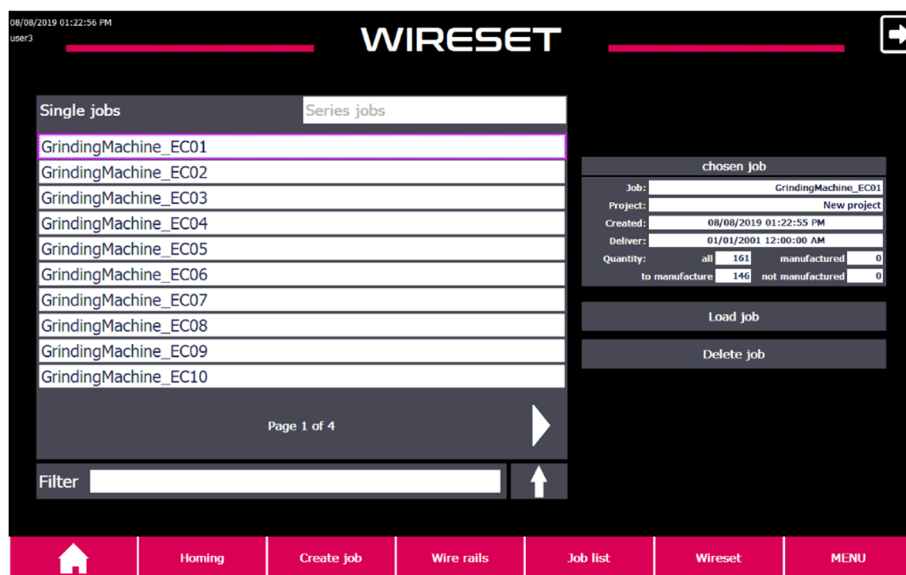 08/08/2019 01:22:56 PM
user3
WIRESET
Single jobs
Series jobs
GrindingMachine_EC01
GrindingMachine_EC02
GrindingMachine_EC03
GrindingMachine_EC04
GrindingMachine_EC05
GrindingMachine_EC06
GrindingMachine_EC07
GrindingMachine_EC08
GrindingMachine_EC09
GrindingMachine_EC10
Page 1 of 4
Filter
chosen job
Job: GrindingMachine_EC01
Project: New project
Created: 08/08/2019 01:22:55 PM
Deliver: 01/01/2001 12:00:00 AM
Quantity: all 161 manufactured 0
to manufacture 146 not manufactured 0
Load job
Delete job
Homing Create job Wire rails Job list Wireset MENU